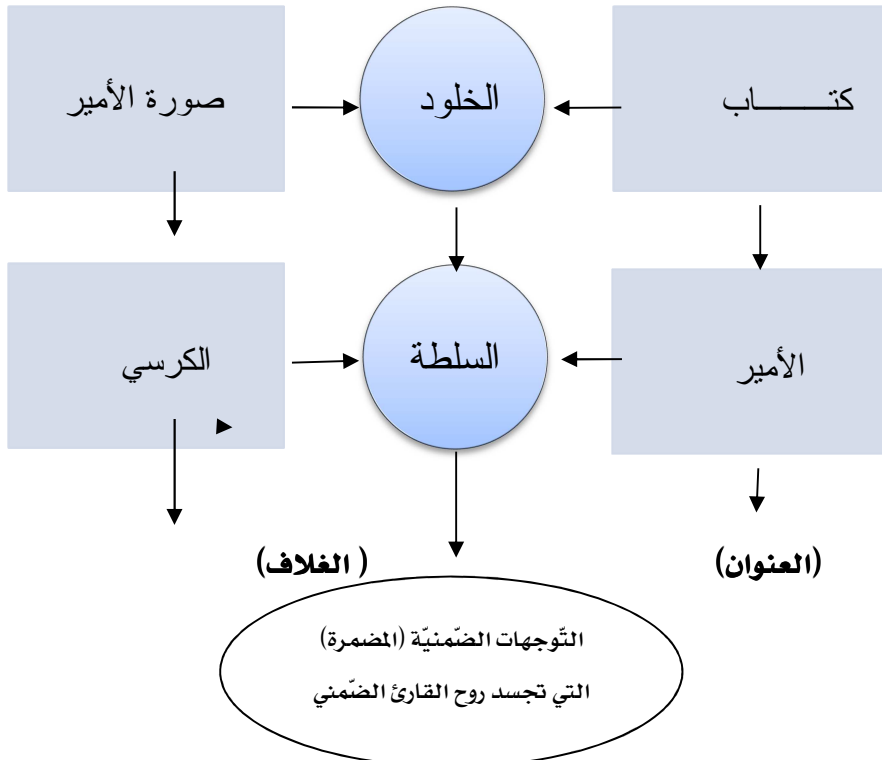 كتـــــــاب
الخلود
صورة الأمير
الأمير
السلطة
الكرسي
(العنوان)
( الغلاف)
التّوجهات الضّمنيّة (المضمرة)
التي تجسد روح القارئ الضّمني